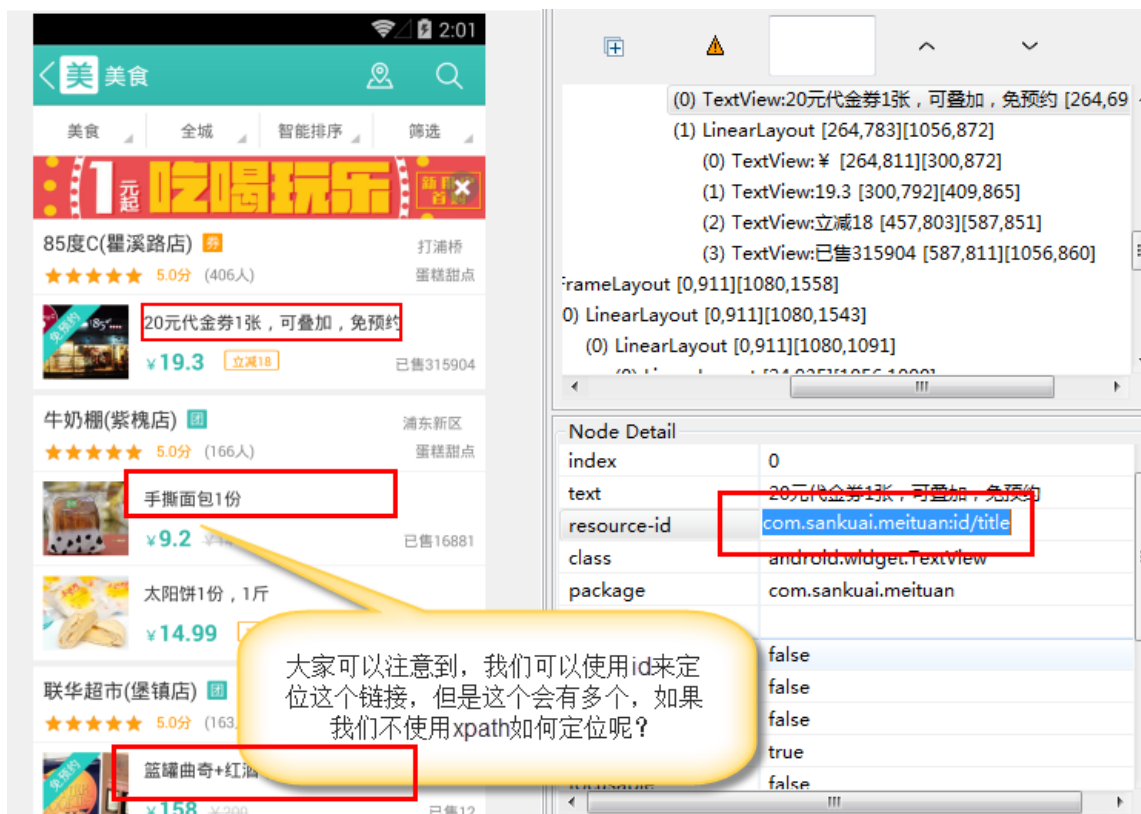 2:01
美 美食
美食 全城 智能排序 筛选
1元起 吃喝玩乐
85度C(瞿溪路店) 券 打浦桥
5.0分 (406人) 蛋糕甜点
免预约
20元代金券1张，可叠加，免预约
¥19.3 立减18 已售315904
牛奶棚(紫槐店) 团 浦东新区
5.0分 (166人) 蛋糕甜点
手撕面包1份
¥9.2 已售16881
太阳饼1份，1斤
¥14.99
联华超市(堡镇店) 团
5.0分 (163
免预约
篮罐曲奇+红酒
¥158 ¥200 已售12
大家可以注意到，我们可以使用id来定
位这个链接，但是这个会有多个，如果
我们不使用xpath如何定位呢？
(0) TextView:20元代金券1张，可叠加，免预约 [264,69
(1) LinearLayout [264,783][1056,872]
(0) TextView:¥ [264,811][300,872]
(1) TextView:19.3 [300,792][409,865]
(2) TextView:立减18 [457,803][587,851]
(3) TextView:已售315904 [587,811][1056,860]
FrameLayout [0,911][1080,1558]
0) LinearLayout [0,911][1080,1543]
(0) LinearLayout [0,911][1080,1091]
Node Detail
index 0
text 20元代金券1张，可叠加，免预约
resource-id com.sankuai.meituan:id/title
class android.widget.TextView
package com.sankuai.meituan
false
false
false
true
focusable false